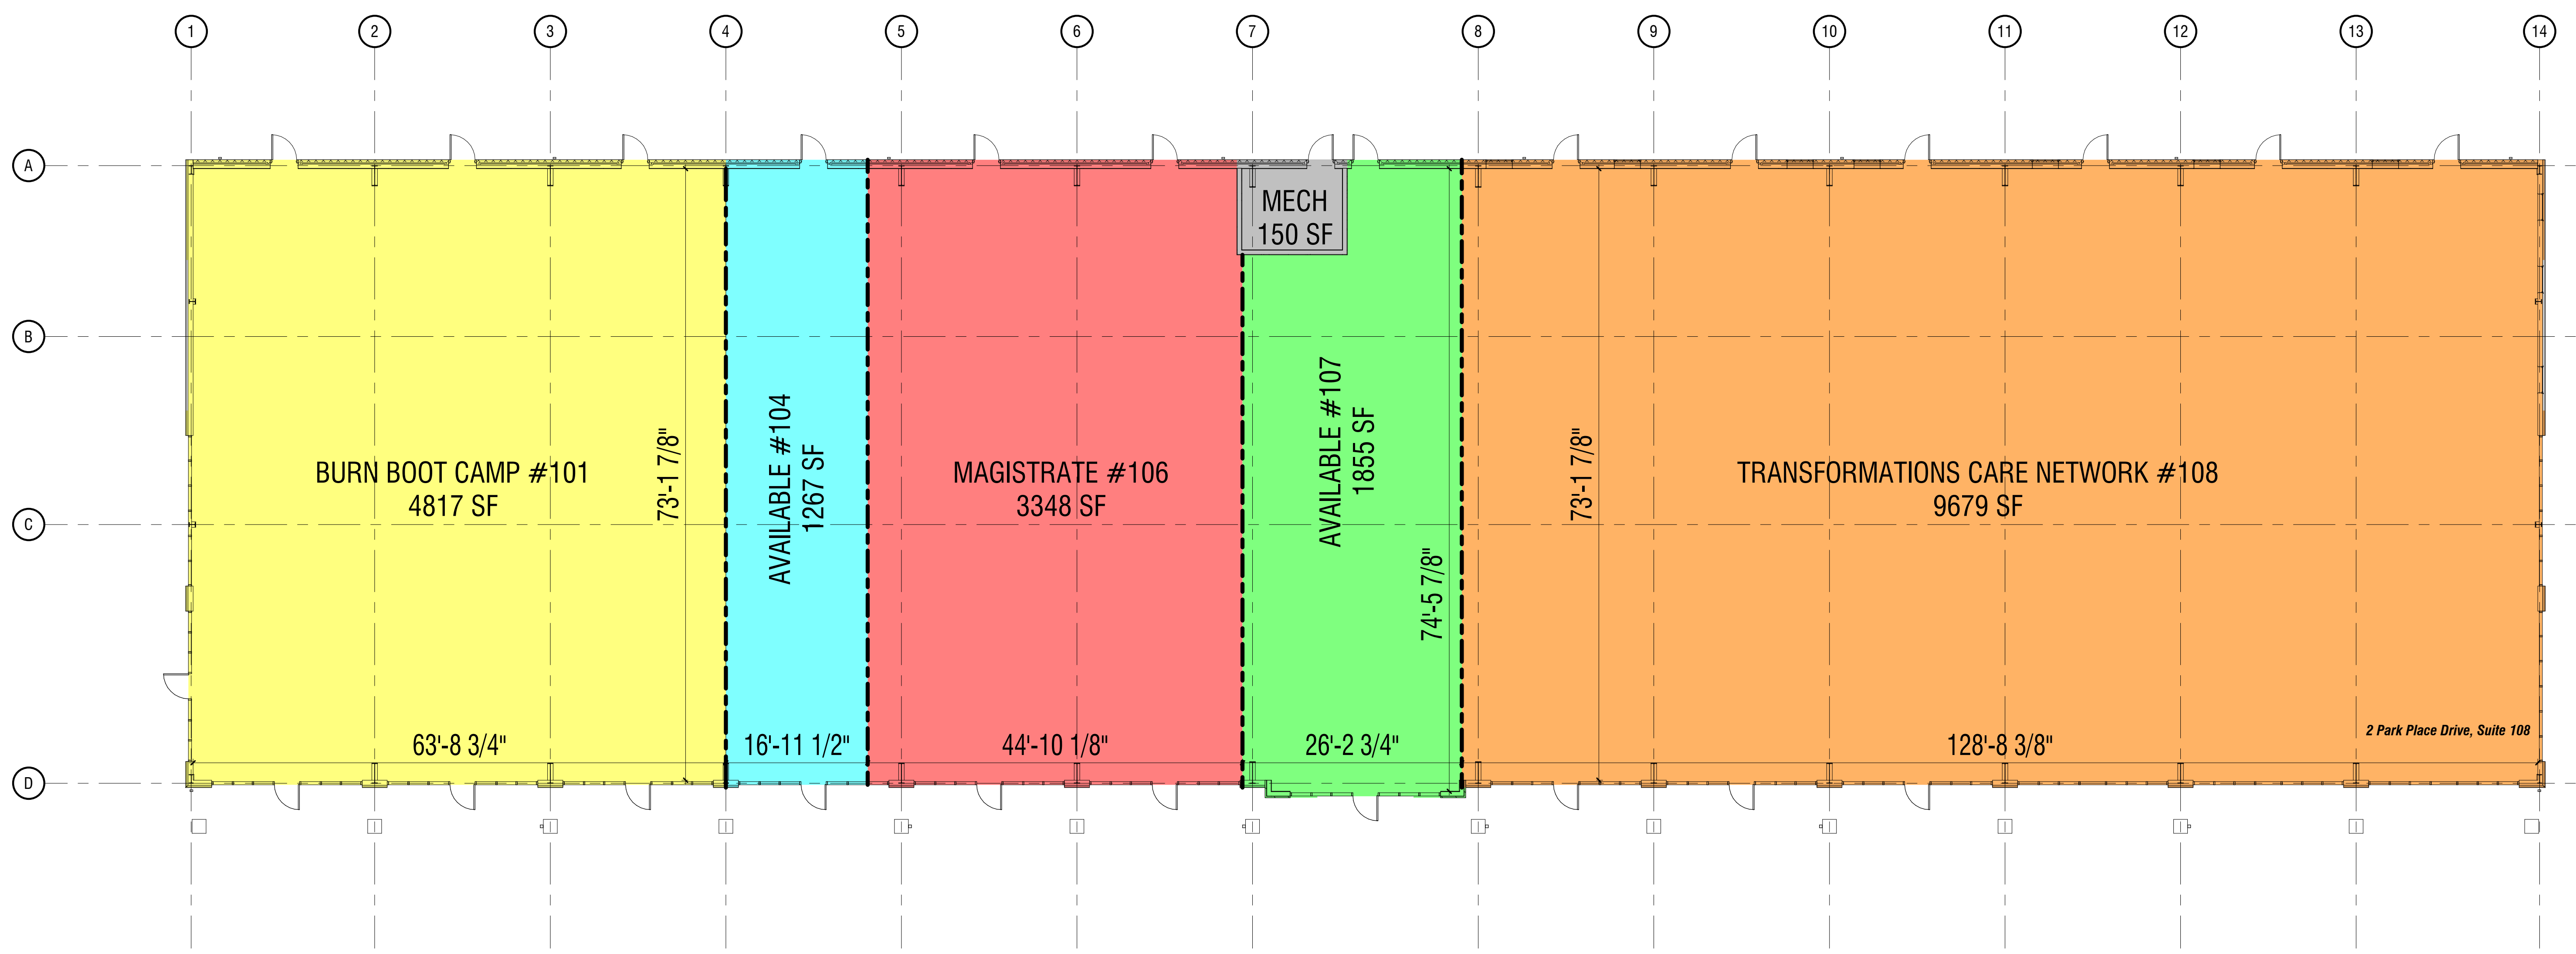 1 2 3 4 5 6 7 8 9 10 11 12 13 14
A
B
C
D
BURN BOOT CAMP #101
4817 SF
73'-1 7/8"
63'-8 3/4"
AVAILABLE #104
1267 SF
16'-11 1/2"
MAGISTRATE #106
3348 SF
44'-10 1/8"
MECH
150 SF
AVAILABLE #107
1855 SF
74'-5 7/8"
26'-2 3/4"
73'-1 7/8"
TRANSFORMATIONS CARE NETWORK #108
9679 SF
128'-8 3/8"
2 Park Place Drive, Suite 108